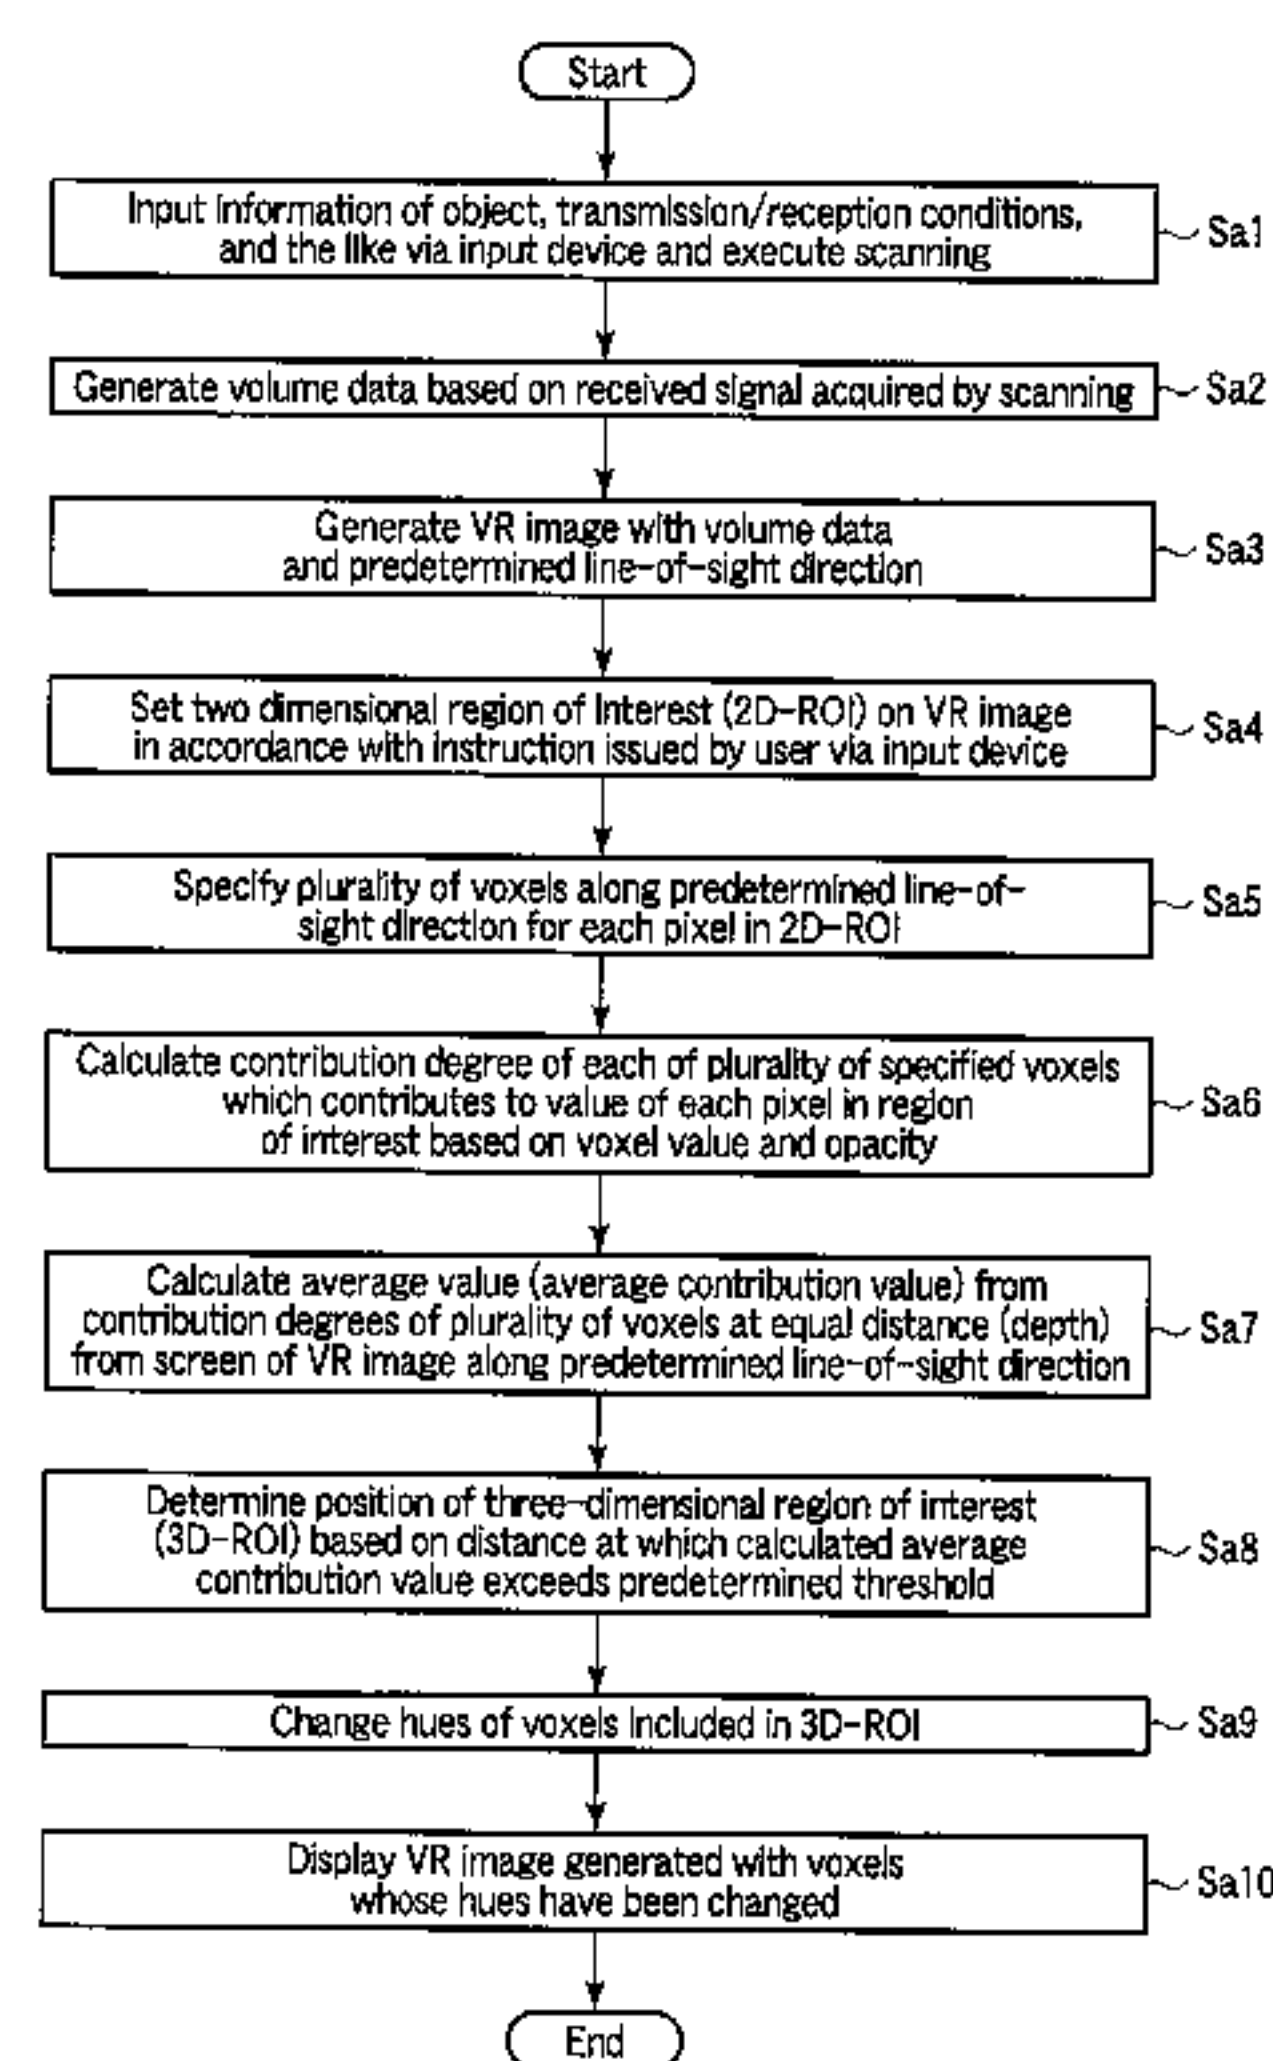 Start
Input information of object, transmission/reception conditions,
and the like via input device and execute scanning
Sa1
Generate volume data based on received signal acquired by scanning
Sa2
Generate VR image with volume data
and predetermined line-of-sight direction
Sa3
Set two dimensional region of interest (2D-ROI) on VR image
in accordance with instruction issued by user via input device
Sa4
Specify plurality of voxels along predetermined line-of-
sight direction for each pixel in 2D-ROI
Sa5
Calculate contribution degree of each of plurality of specified voxels
which contributes to value of each pixel in region
of interest based on voxel value and opacity
Sa6
Calculate average value (average contribution value) from
contribution degrees of plurality of voxels at equal distance (depth)
from screen of VR image along predetermined line-of-sight direction
Sa7
Determine position of three-dimensional region of interest
(3D-ROI) based on distance at which calculated average
contribution value exceeds predetermined threshold
Sa8
Change hues of voxels included in 3D-ROI
Sa9
Display VR image generated with voxels
whose hues have been changed
Sa10
End